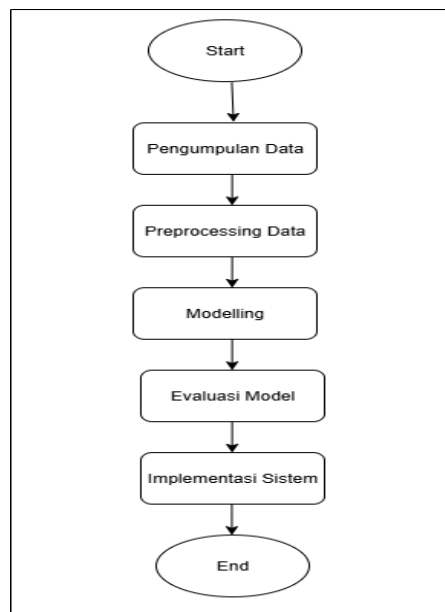 Start
Pengumpulan Data
Preprocessing Data
Modelling
Evaluasi Model
Implementasi Sistem
End